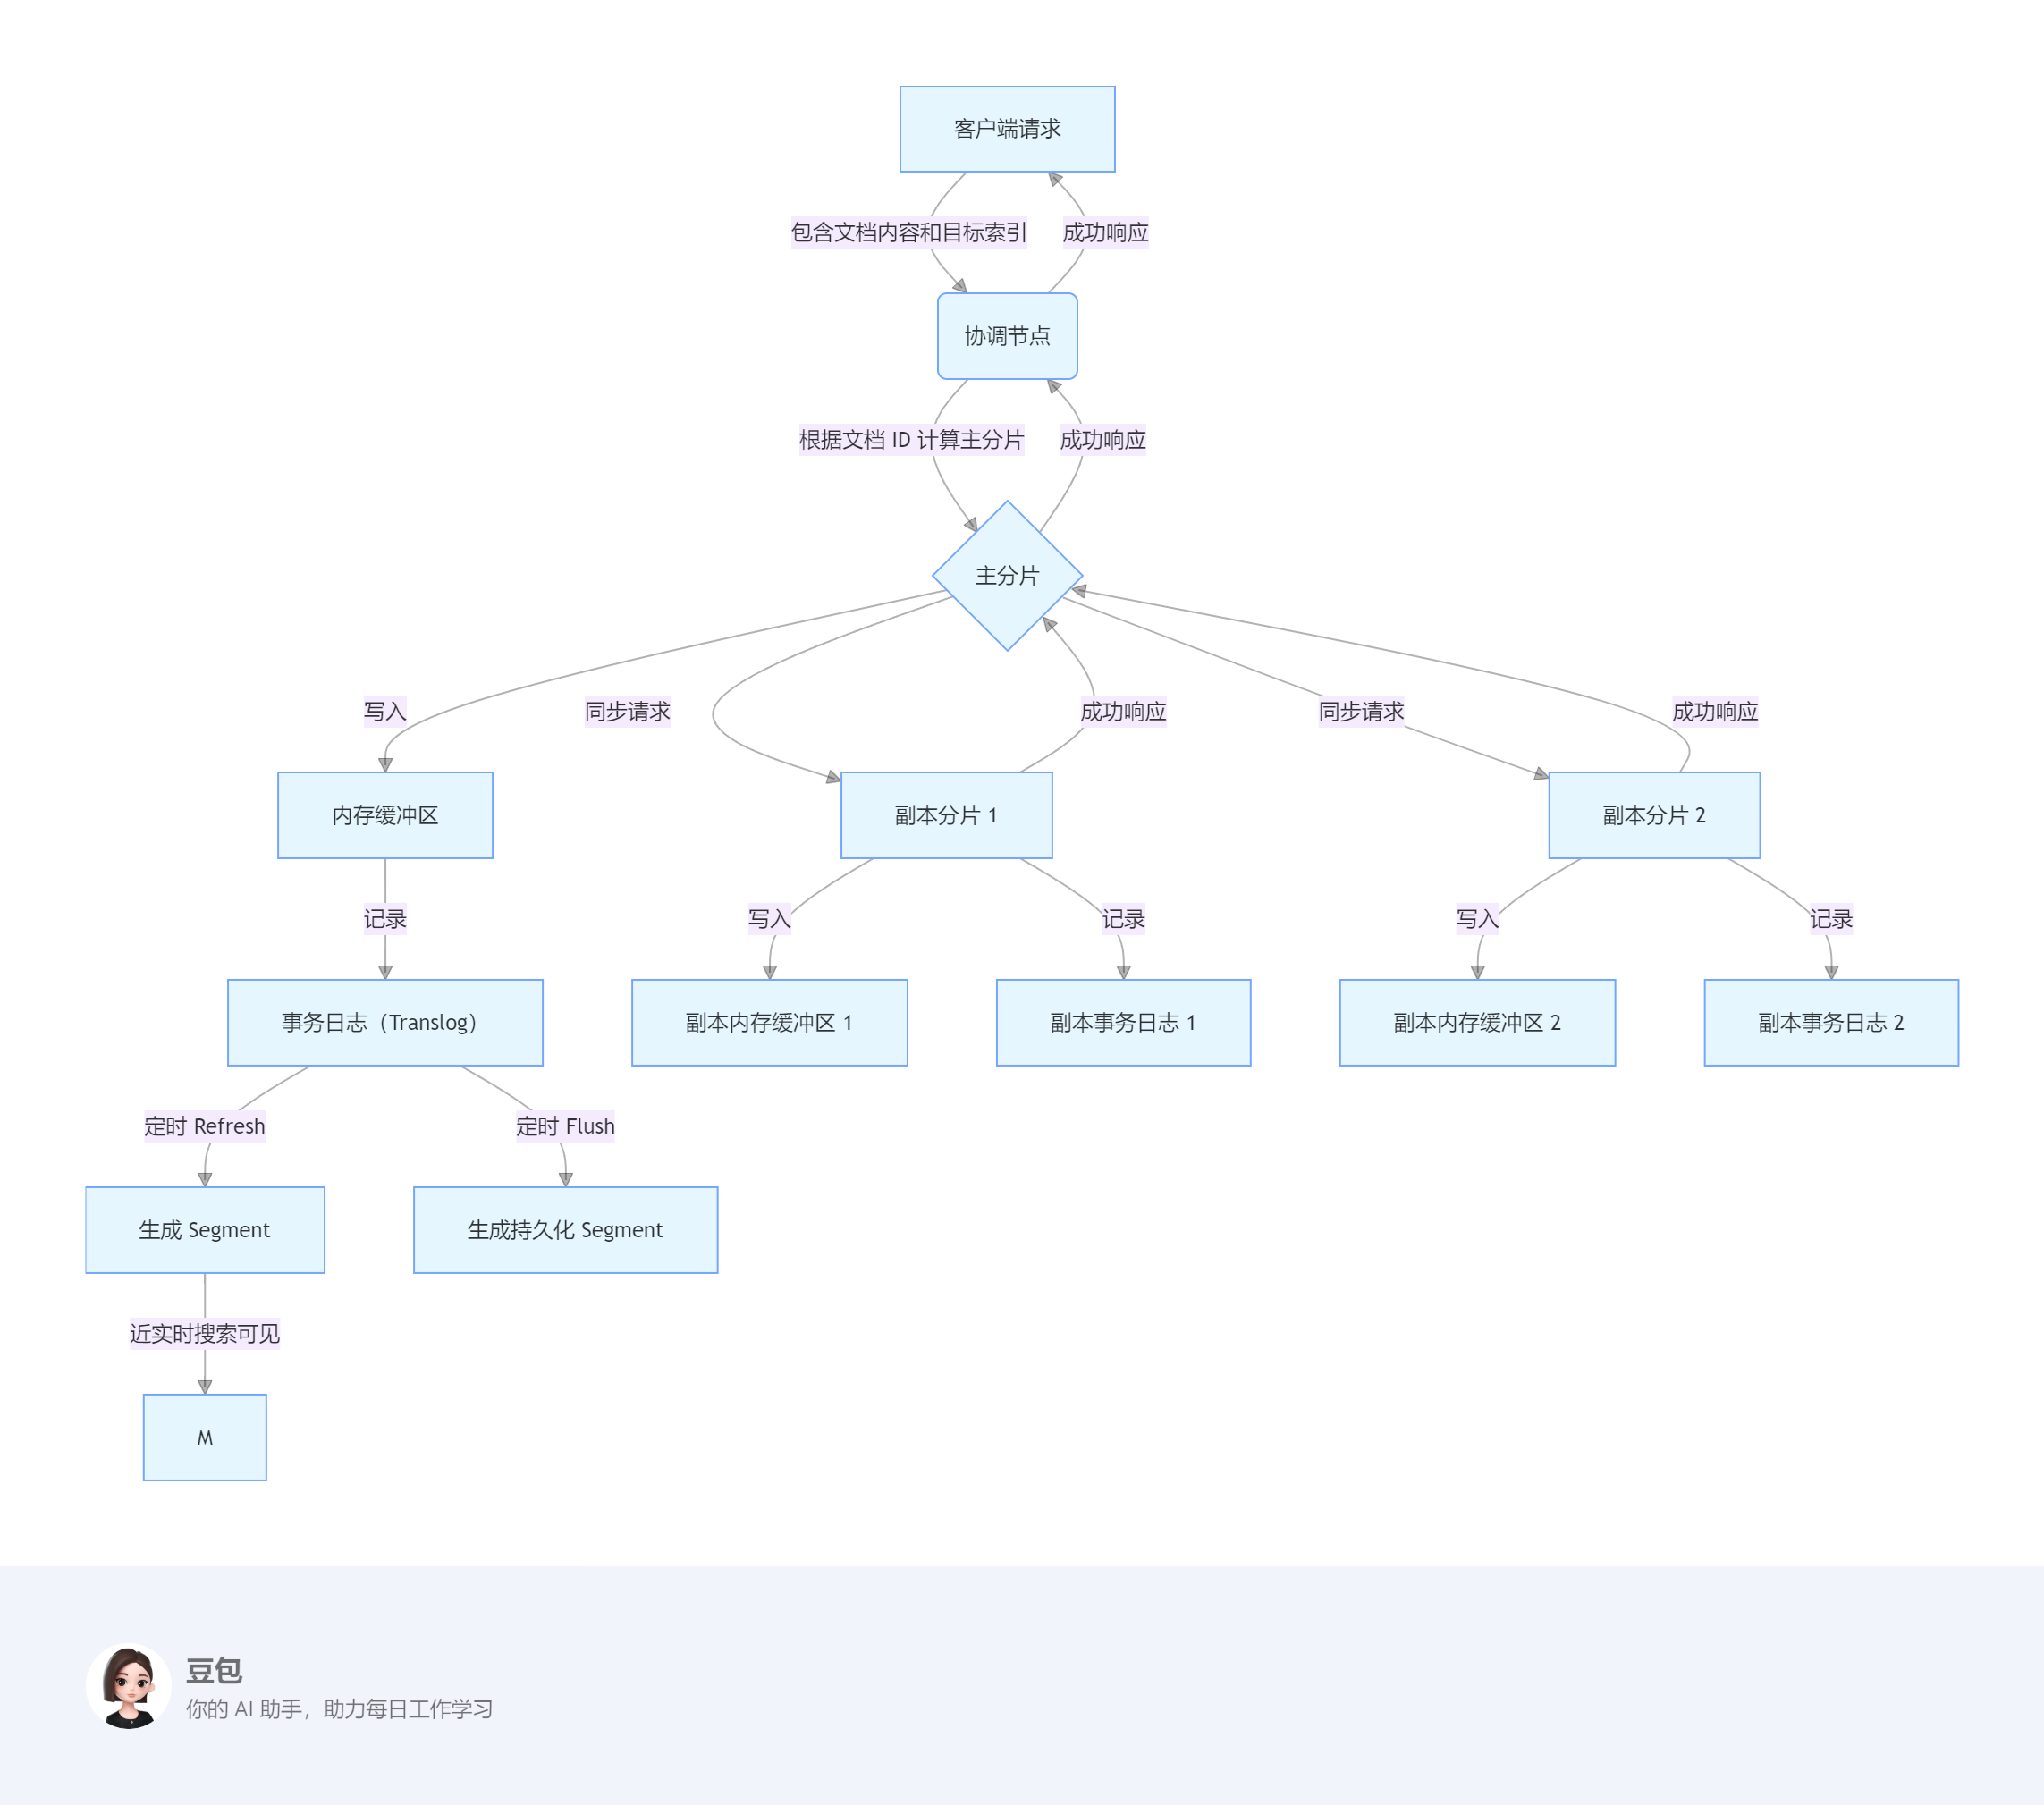 客户端请求
包含文档内容和目标索引
成功响应
协调节点
根据文档 ID 计算主分片
成功响应
主分片
写入
同步请求
成功响应
同步请求
成功响应
内存缓冲区
副本分片 1
副本分片 2
记录
写入
记录
写入
记录
事务日志（Translog）
副本内存缓冲区 1
副本事务日志 1
副本内存缓冲区 2
副本事务日志 2
定时 Refresh
定时 Flush
生成 Segment
生成持久化 Segment
近实时搜索可见
M
豆包
你的 AI 助手，助力每日工作学习